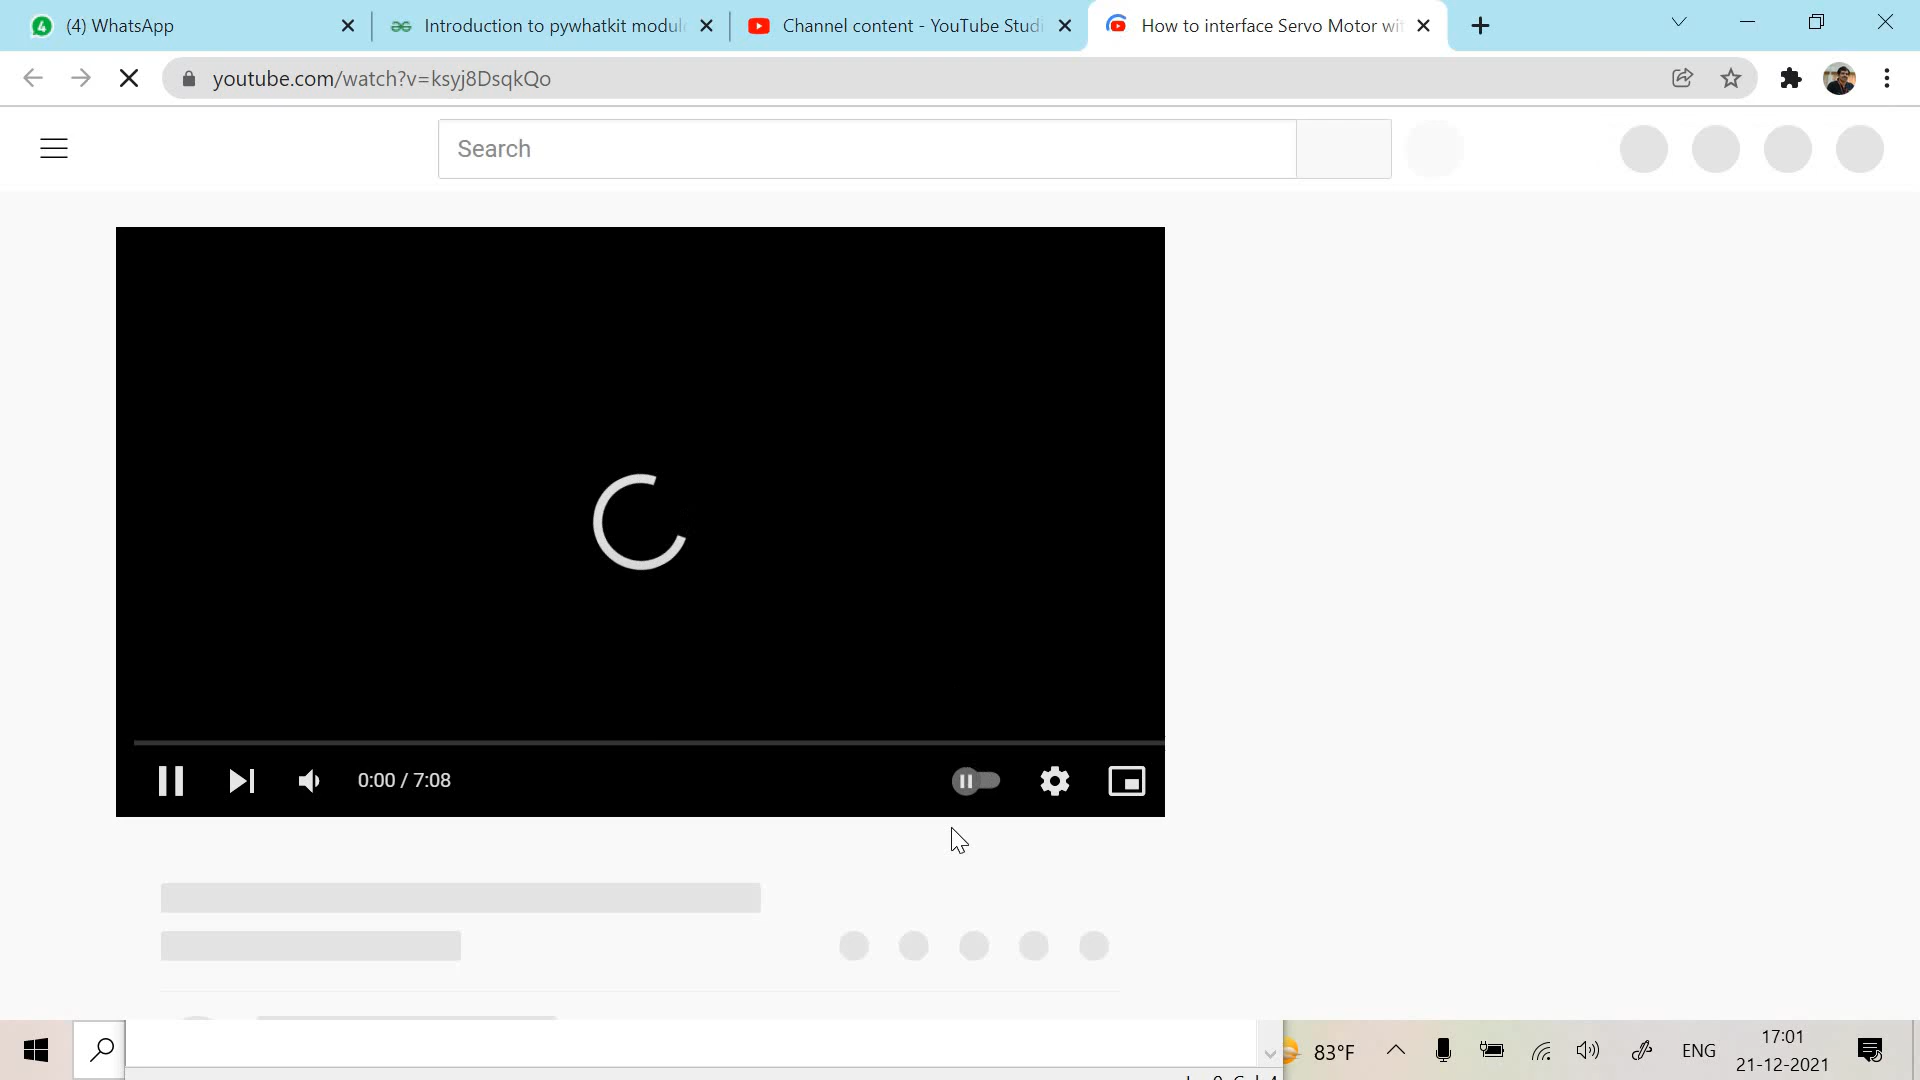 (4) WhatsApp
Introduction to pywhatkit modul
Channel content - YouTube Studi
How to interface Servo Motor wit
youtube.com/watch?v=ksyj8DsqkQo
Search
0:00 / 7:08
83°F
ENG
17:01
21-12-2021